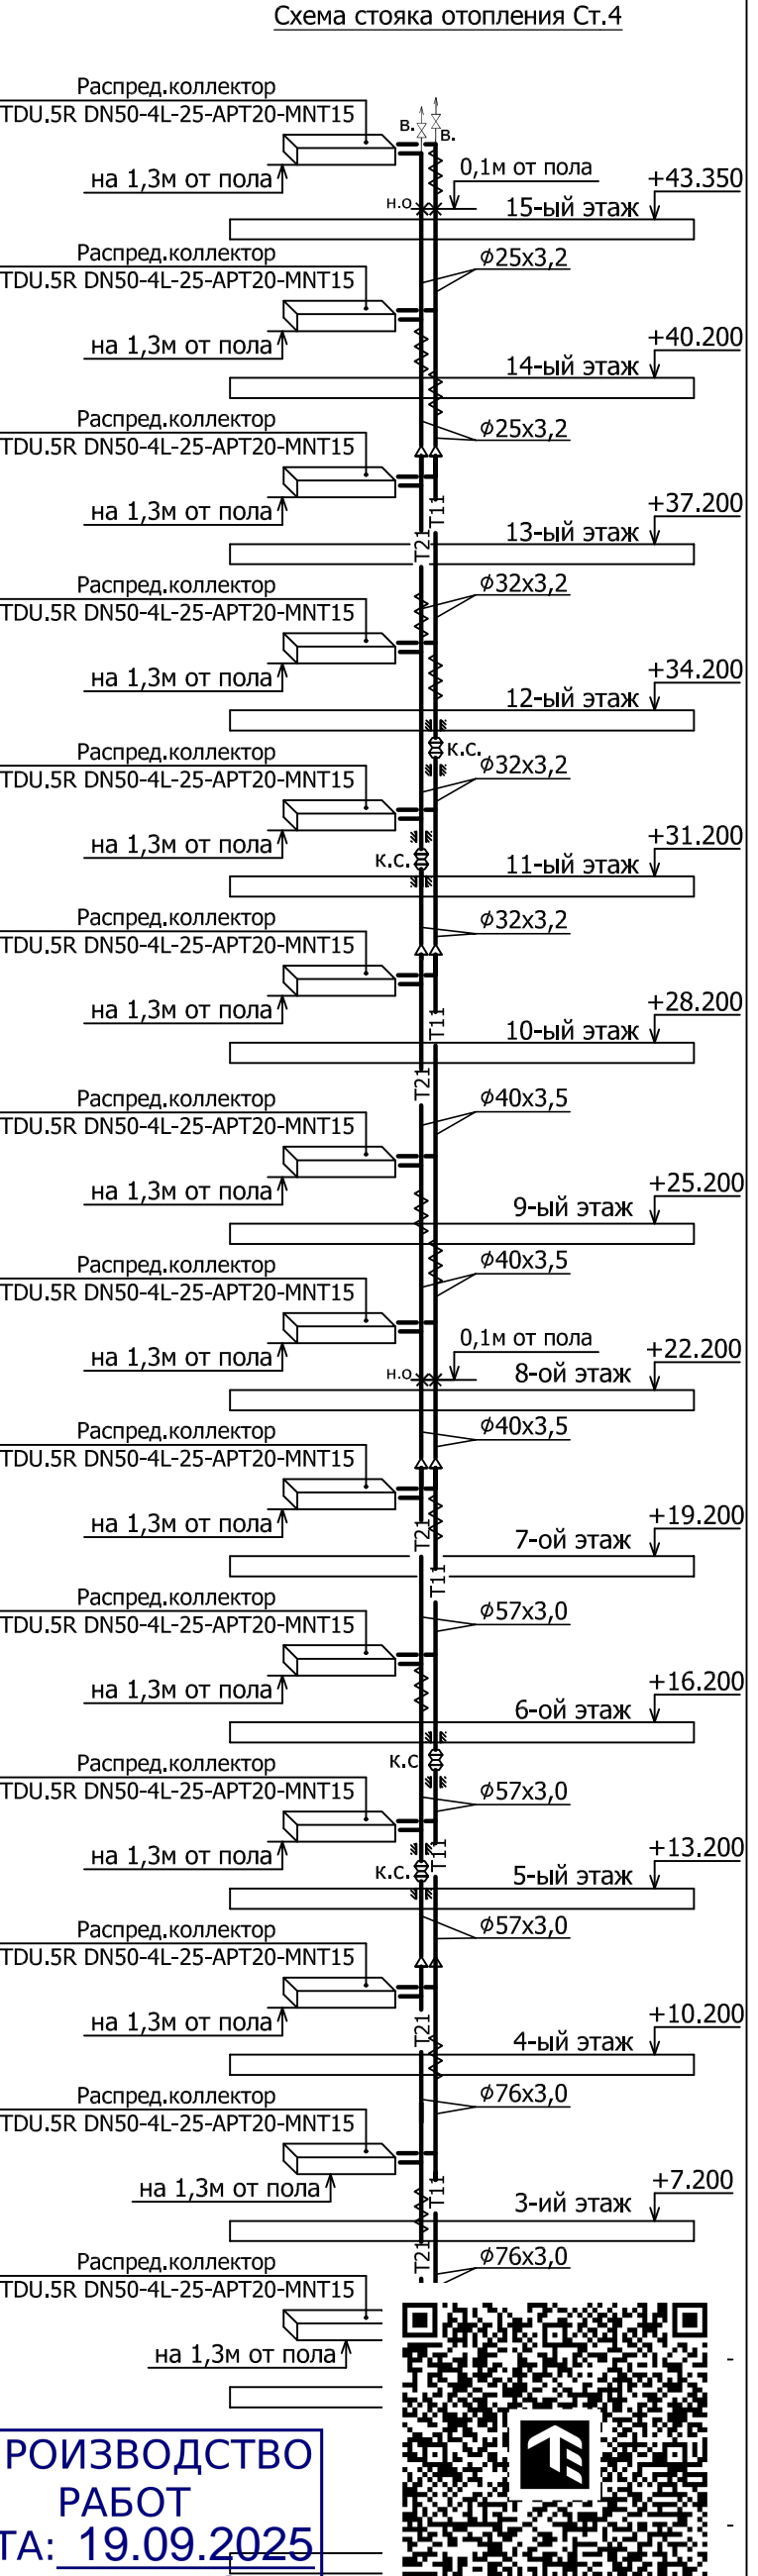 Схема стояка отопления Ст.4
Распред.коллектор
TDU.5R DN50-4L-25-APT20-MNT15
в.
в.
на 1,3м от пола
0,1м от пола
+43.350
н.о
15-ый этаж
Распред.коллектор
ϕ25x3,2
TDU.5R DN50-4L-25-APT20-MNT15
на 1,3м от пола
+40.200
14-ый этаж
Распред.коллектор
ϕ25x3,2
TDU.5R DN50-4L-25-APT20-MNT15
на 1,3м от пола
T11
+37.200
T21
13-ый этаж
Распред.коллектор
ϕ32x3,2
TDU.5R DN50-4L-25-APT20-MNT15
на 1,3м от пола
+34.200
12-ый этаж
Распред.коллектор
к.с.
ϕ32x3,2
TDU.5R DN50-4L-25-APT20-MNT15
на 1,3м от пола
+31.200
к.с.
11-ый этаж
Распред.коллектор
ϕ32x3,2
TDU.5R DN50-4L-25-APT20-MNT15
на 1,3м от пола
+28.200
T11
10-ый этаж
T21
Распред.коллектор
ϕ40x3,5
TDU.5R DN50-4L-25-APT20-MNT15
на 1,3м от пола
+25.200
9-ый этаж
Распред.коллектор
ϕ40x3,5
TDU.5R DN50-4L-25-APT20-MNT15
на 1,3м от пола
0,1м от пола
+22.200
н.о
8-ой этаж
Распред.коллектор
ϕ40x3,5
TDU.5R DN50-4L-25-APT20-MNT15
на 1,3м от пола
T21
+19.200
7-ой этаж
T11
Распред.коллектор
ϕ57x3,0
TDU.5R DN50-4L-25-APT20-MNT15
на 1,3м от пола
+16.200
6-ой этаж
Распред.коллектор
к.с
TDU.5R DN50-4L-25-APT20-MNT15
ϕ57x3,0
на 1,3м от пола
T11
+13.200
к.с.
5-ый этаж
Распред.коллектор
ϕ57x3,0
TDU.5R DN50-4L-25-APT20-MNT15
на 1,3м от пола
T21
+10.200
4-ый этаж
Распред.коллектор
ϕ76x3,0
TDU.5R DN50-4L-25-APT20-MNT15
на 1,3м от пола
T11
+7.200
3-ий этаж
T21
Распред.коллектор
ϕ76x3,0
TDU.5R DN50-4L-25-APT20-MNT15
на 1,3м от пола
РОИЗВОДСТВО
РАБОТ
ТА: 19.09.2025